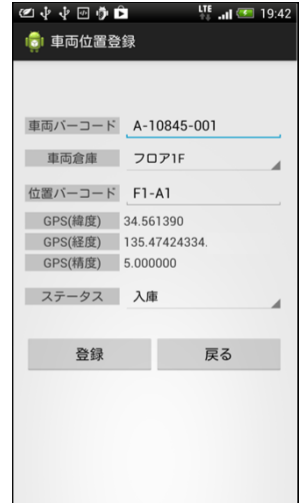 LTE 19:42
車両位置登録
車両バーコード A-10845-001
車両倉庫 フロア1F
位置バーコード F1-A1
GPS(緯度) 34.561390
GPS(経度) 135.47424334.
GPS(精度) 5.000000
ステータス 入庫
登録 戻る